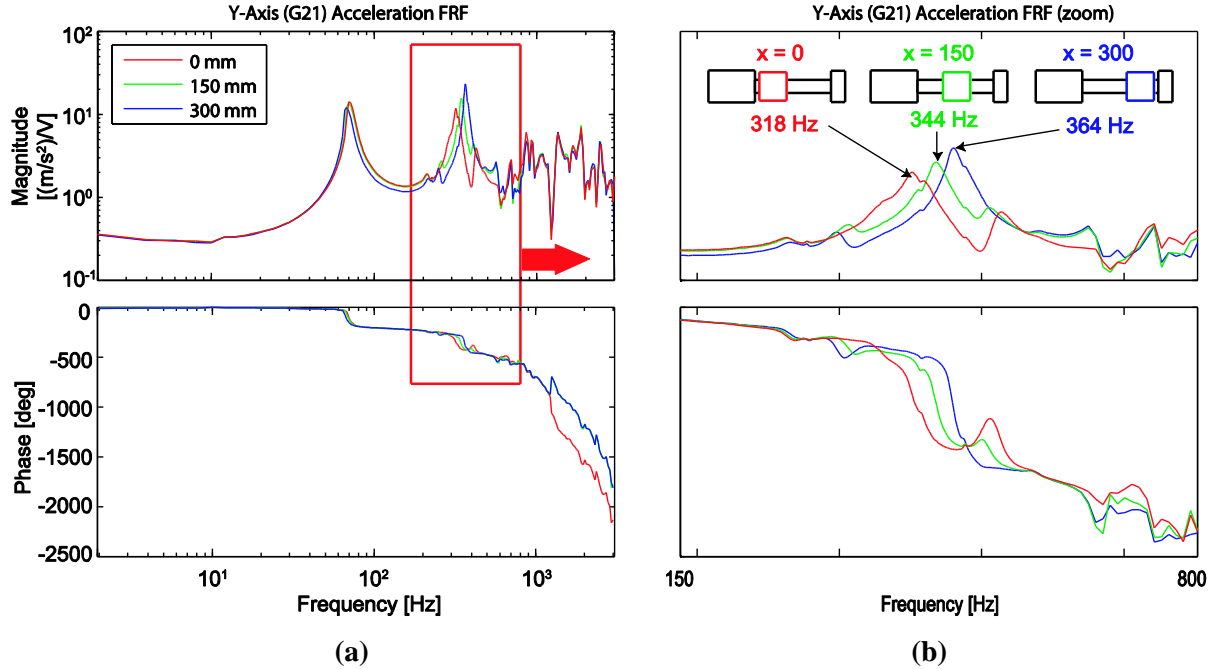 Y-Axis (G21) Acceleration FRF
10²
10¹
10⁰
10⁻¹
Magnitude
[(m/s²)/V]
0 mm
150 mm
300 mm
0
-500
-1000
-1500
-2000
-2500
Phase [deg]
10¹
10²
10³
Frequency [Hz]
(a)
Y-Axis (G21) Acceleration FRF (zoom)
x = 0
x = 150
x = 300
318 Hz
344 Hz
364 Hz
150
800
Frequency [Hz]
(b)